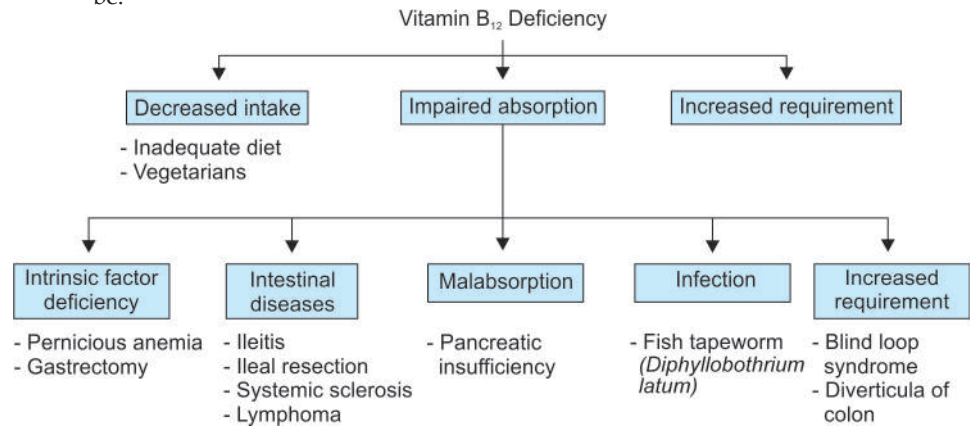 be.
Vitamin B₁₂ Deficiency
Decreased intake
- Inadequate diet
- Vegetarians
Impaired absorption
Increased requirement
Intrinsic factor
deficiency
- Pernicious anemia
- Gastrectomy
Intestinal
diseases
- Ileitis
- Ileal resection
- Systemic sclerosis
- Lymphoma
Malabsorption
- Pancreatic
insufficiency
Infection
- Fish tapeworm
(Diphyllobothrium
latum)
Increased
requirement
- Blind loop
syndrome
- Diverticula of
colon